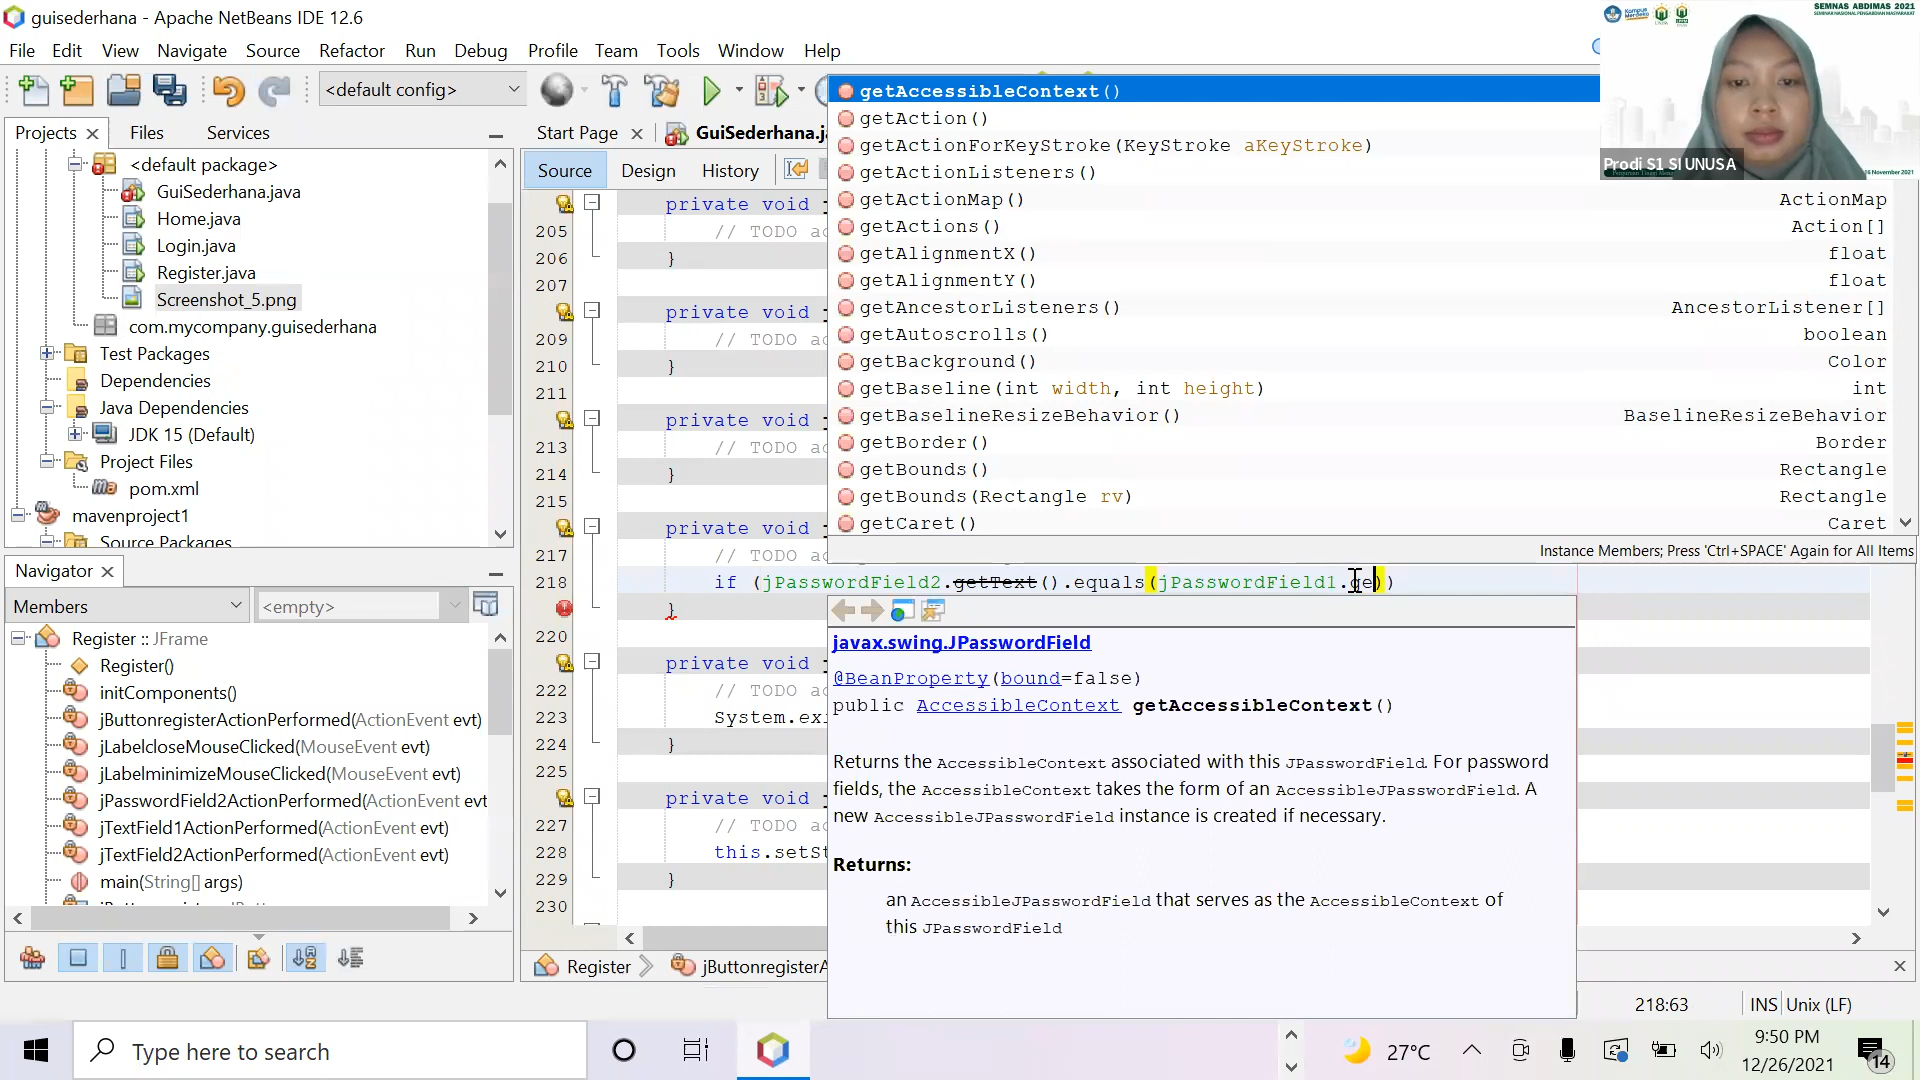 guisederhana - Apache NetBeans IDE 12.6
File Edit View Navigate Source Refactor Run Debug Profile Team Tools Window Help
<default config>
Projects Files Services
<default package>
GuiSederhana.java
Home.java
Login.java
Register.java
Screenshot_5.png
com.mycompany.guisederhana
Test Packages
Dependencies
Java Dependencies
JDK 15 (Default)
Project Files
pom.xml
mavenproject1
Source Packages
Navigator
Members
<empty>
Register :: JFrame
Register()
initComponents()
jButtonregisterActionPerformed(ActionEvent evt)
jLabelcloseMouseClicked(MouseEvent evt)
jLabelminimizeMouseClicked(MouseEvent evt)
jPasswordField2ActionPerformed(ActionEvent evt
jTextField1ActionPerformed(ActionEvent evt)
jTextField2ActionPerformed(ActionEvent evt)
main(String[] args)
Start Page GuiSederhana.ja
Source Design History
private void
205 // TODO a
206 }
207
private void
209 // TODO a
210 }
211
private void
213 // TODO a
214 }
215
private void
217 // TODO a
218 if (jPasswordField2.getText().equals(jPasswordField1.ge))
}
220
private void
222 // TODO a
223 System.exi
224 }
225
private void
227 // TODO a
228 this.setSt
229 }
230
getAccessibleContext()
getAction()
getActionForKeyStroke(KeyStroke aKeyStroke)
getActionListeners()
getActionMap() ActionMap
getActions() Action[]
getAlignmentX() float
getAlignmentY() float
getAncestorListeners() AncestorListener[]
getAutoscrolls() boolean
getBackground() Color
getBaseline(int width, int height) int
getBaselineResizeBehavior() BaselineResizeBehavior
getBorder() Border
getBounds() Rectangle
getBounds(Rectangle rv) Rectangle
getCaret() Caret
Instance Members; Press 'Ctrl+SPACE' Again for All Items
javax.swing.JPasswordField
@BeanProperty(bound=false)
public AccessibleContext getAccessibleContext()
Returns the AccessibleContext associated with this JPasswordField. For password
fields, the AccessibleContext takes the form of an AccessibleJPasswordField. A
new AccessibleJPasswordField instance is created if necessary.
Returns:
an AccessibleJPasswordField that serves as the AccessibleContext of
this JPasswordField
Register jButtonregisterA
218:63 INS Unix (LF)
SEMNAS ABDIMAS 2021
SEMINAR NASIONAL PENGABDIAN MASYARAKAT
Prodi S1 SI UNUSA
Type here to search
27°C
9:50 PM
12/26/2021
14